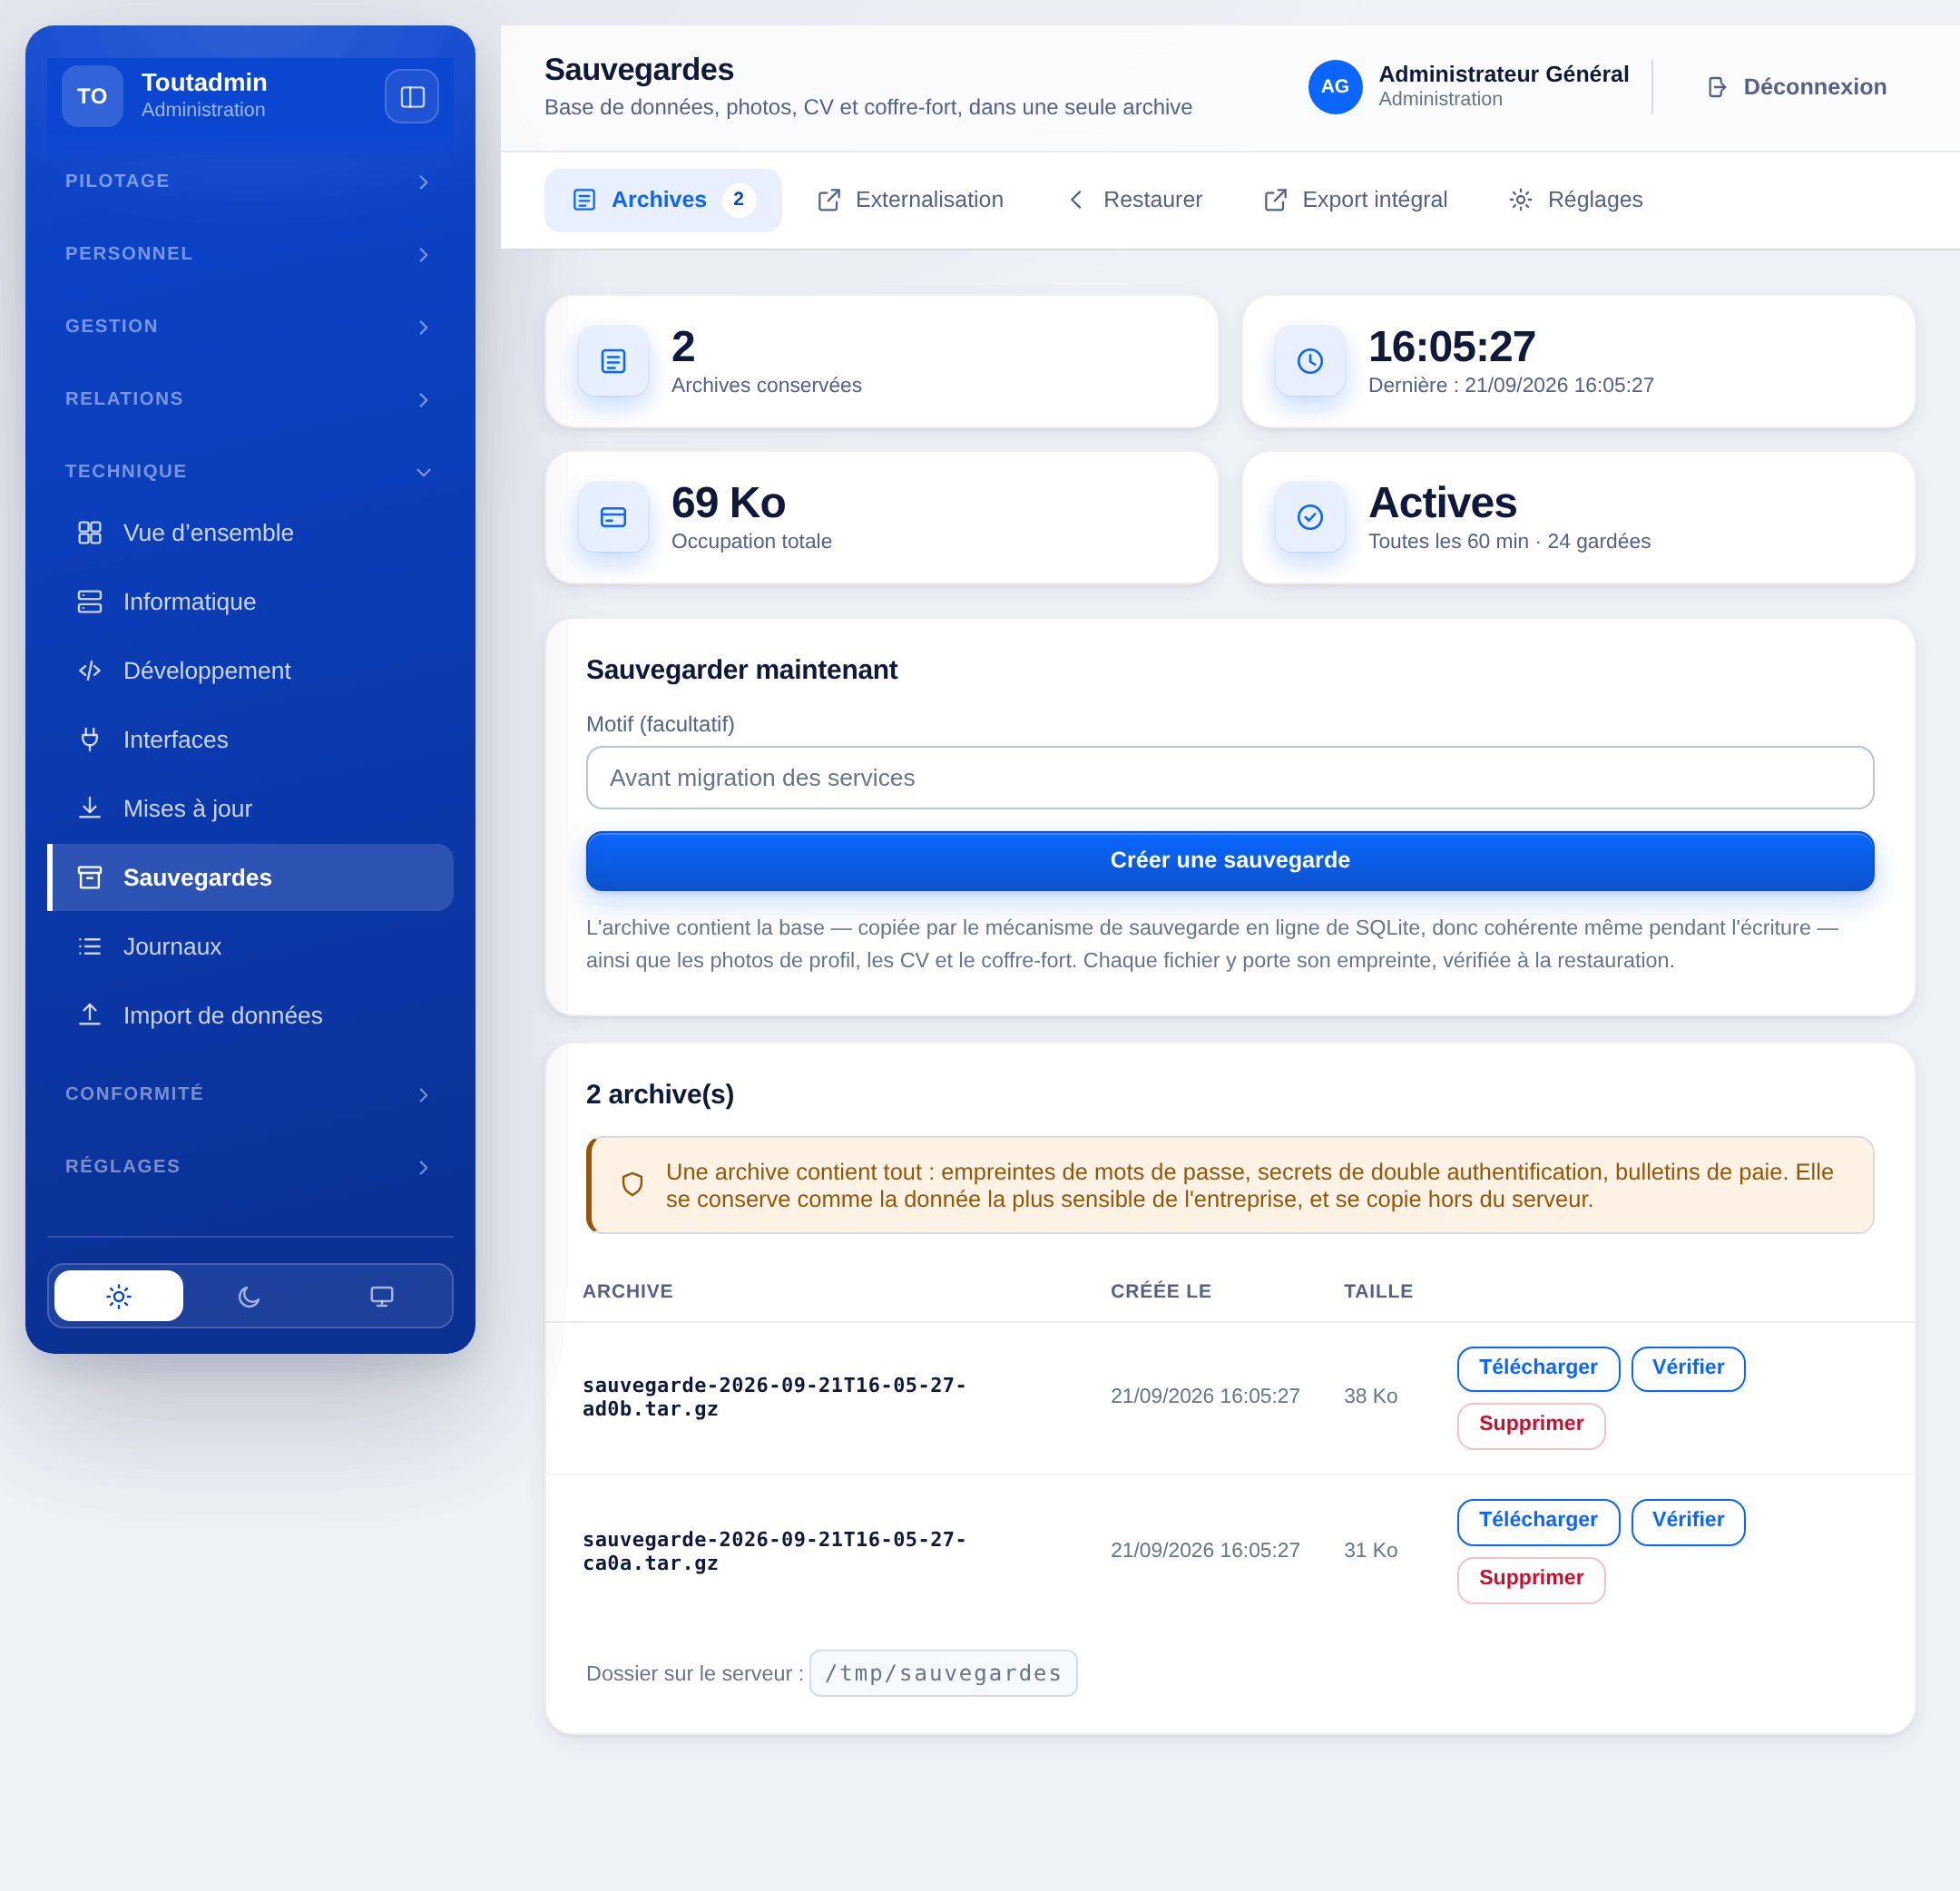 TO
Toutadmin
Administration
PILOTAGE
PERSONNEL
GESTION
RELATIONS
TECHNIQUE
Vue d’ensemble
Informatique
Développement
Interfaces
Mises à jour
Sauvegardes
Journaux
Import de données
CONFORMITÉ
RÉGLAGES
Sauvegardes
Base de données, photos, CV et coffre-fort, dans une seule archive
AG
Administrateur Général
Administration
Déconnexion
Archives 2
Externalisation
Restaurer
Export intégral
Réglages
2
Archives conservées
16:05:27
Dernière : 21/09/2026 16:05:27
69 Ko
Occupation totale
Actives
Toutes les 60 min · 24 gardées
Sauvegarder maintenant
Motif (facultatif)
Avant migration des services
Créer une sauvegarde
L'archive contient la base — copiée par le mécanisme de sauvegarde en ligne de SQLite, donc cohérente même pendant l'écriture —
ainsi que les photos de profil, les CV et le coffre-fort. Chaque fichier y porte son empreinte, vérifiée à la restauration.
2 archive(s)
Une archive contient tout : empreintes de mots de passe, secrets de double authentification, bulletins de paie. Elle
se conserve comme la donnée la plus sensible de l'entreprise, et se copie hors du serveur.
ARCHIVE CRÉÉE LE TAILLE
sauvegarde-2026-09-21T16-05-27-
ad0b.tar.gz
21/09/2026 16:05:27
38 Ko
Télécharger
Vérifier
Supprimer
sauvegarde-2026-09-21T16-05-27-
ca0a.tar.gz
21/09/2026 16:05:27
31 Ko
Télécharger
Vérifier
Supprimer
Dossier sur le serveur : /tmp/sauvegardes